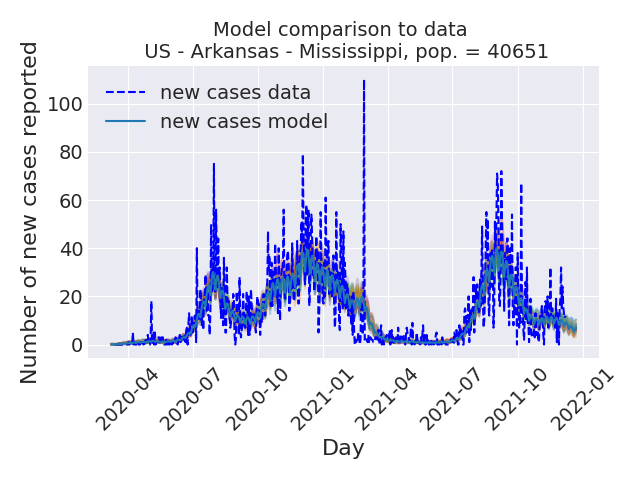 Model comparison to data
US - Arkansas - Mississippi, pop. = 40651
new cases data
new cases model
Number of new cases reported
100
80
60
40
20
0
2020-04
2020-07
2020-10
2021-01
2021-04
2021-07
2021-10
2022-01
Day